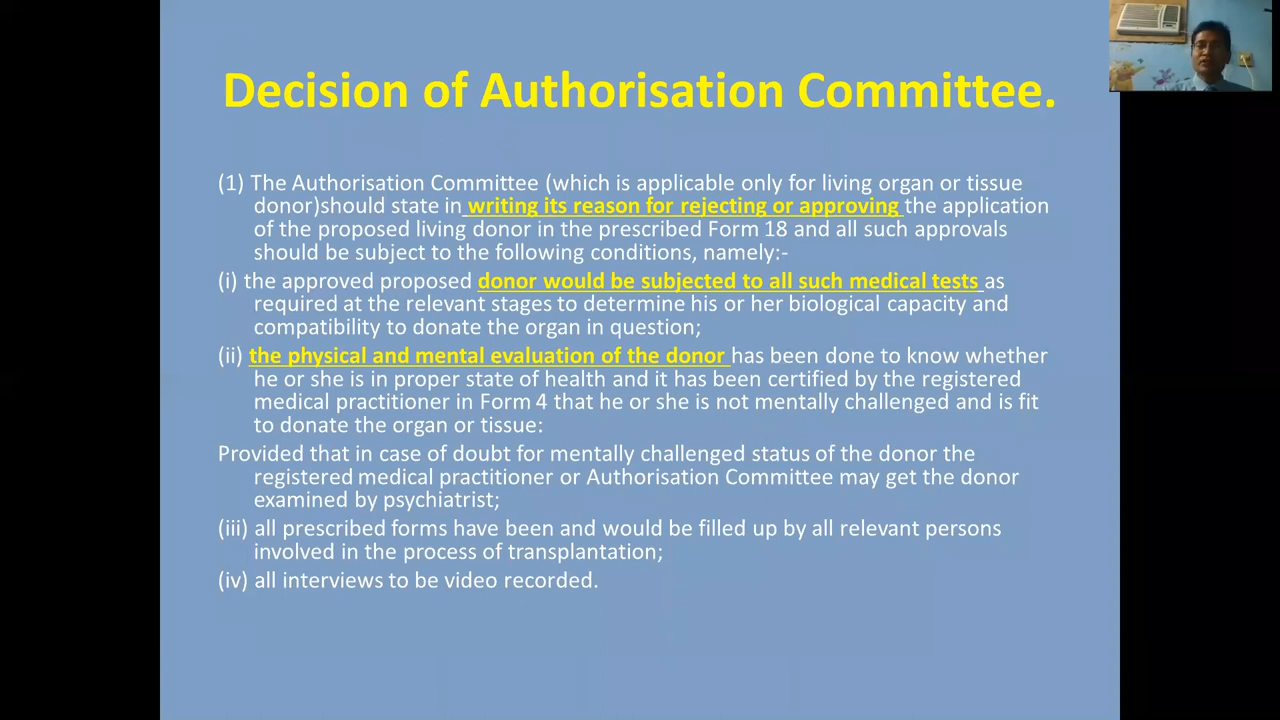 Decision of Authorisation Committee.
(1) The Authorisation Committee (which is applicable only for living organ or tissue
donor)should state in writing its reason for rejecting or approving the application
of the proposed living donor in the prescribed Form 18 and all such approvals
should be subject to the following conditions, namely:-
(i) the approved proposed donor would be subjected to all such medical tests as
required at the relevant stages to determine his or her biological capacity and
compatibility to donate the organ in question;
(ii) the physical and mental evaluation of the donor has been done to know whether
he or she is in proper state of health and it has been certified by the registered
medical practitioner in Form 4 that he or she is not mentally challenged and is fit
to donate the organ or tissue:
Provided that in case of doubt for mentally challenged status of the donor the
registered medical practitioner or Authorisation Committee may get the donor
examined by psychiatrist;
(iii) all prescribed forms have been and would be filled up by all relevant persons
involved in the process of transplantation;
(iv) all interviews to be video recorded.